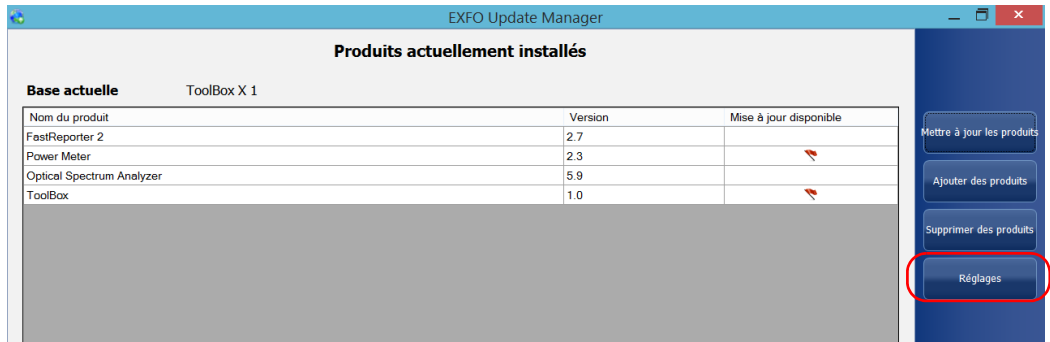 EXFO Update Manager
Produits actuellement installés
Base actuelle ToolBox X 1
Nom du produit Version Mise à jour disponible
FastReporter 2 2.7
Power Meter 2.3
Optical Spectrum Analyzer 5.9
ToolBox 1.0
Mettre à jour les produits
Ajouter des produits
Supprimer des produits
Réglages